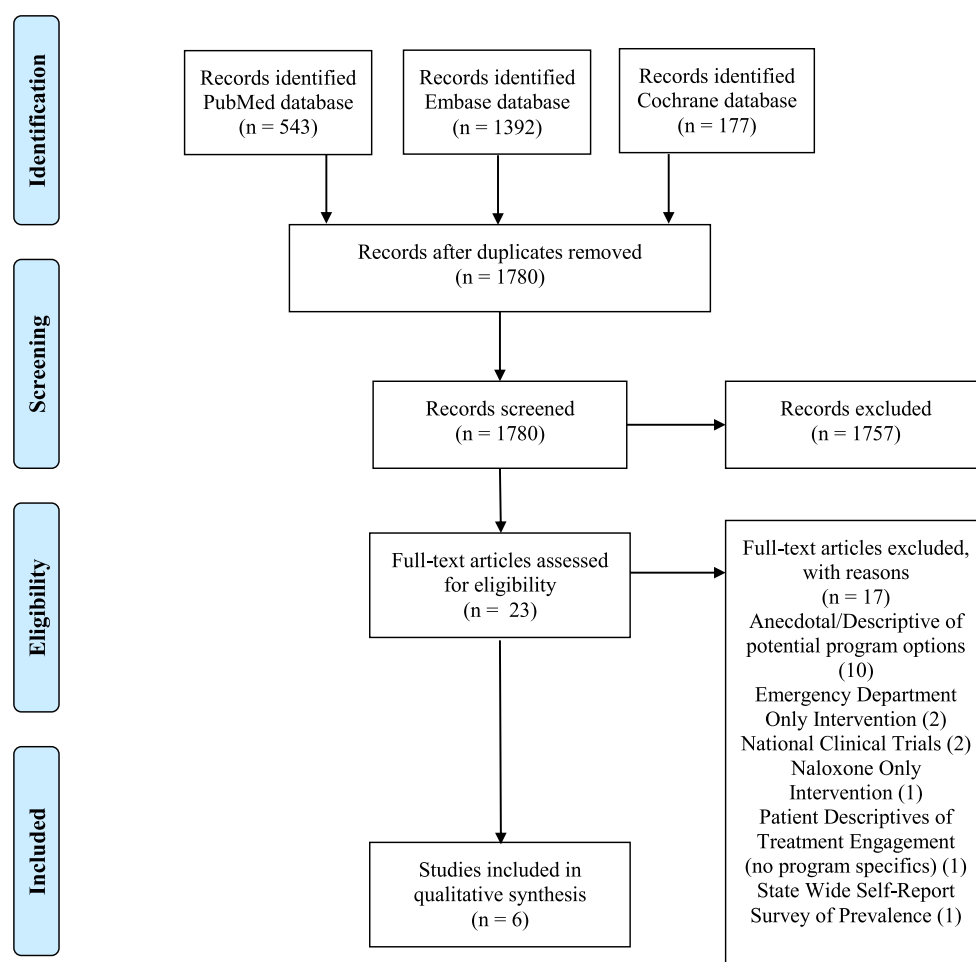 Identification
Records identified
PubMed database
(n = 543)
Records identified
Embase database
(n = 1392)
Records identified
Cochrane database
(n = 177)
Records after duplicates removed
(n = 1780)
Screening
Records screened
(n = 1780)
Records excluded
(n = 1757)
Eligibility
Full-text articles assessed
for eligibility
(n =  23)
Full-text articles excluded,
with reasons
(n = 17)
Anecdotal/Descriptive of
potential program options
(10)
Emergency Department
Only Intervention (2)
National Clinical Trials (2)
Naloxone Only
Intervention (1)
Patient Descriptives of
Treatment Engagement
(no program specifics) (1)
State Wide Self-Report
Survey of Prevalence (1)
Included
Studies included in
qualitative synthesis
(n = 6)